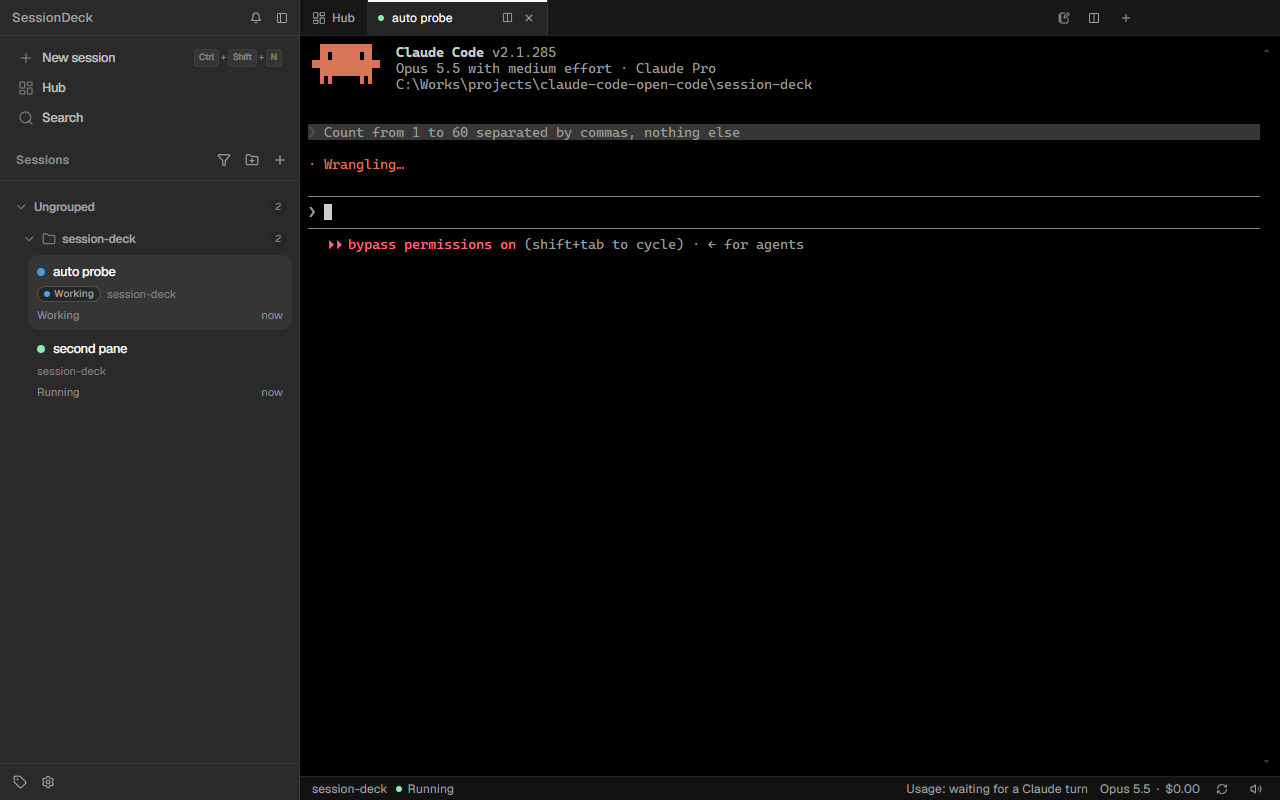 SessionDeck
New session Ctrl + Shift + N
Hub
Search
Sessions
Ungrouped 2
session-deck 2
auto probe
Working session-deck
Working now
second pane
session-deck
Running now
Hub auto probe
Claude Code v2.1.285
Opus 5.5 with medium effort · Claude Pro
C:\Works\projects\claude-code-open-code\session-deck
❯ Count from 1 to 60 separated by commas, nothing else
· Wrangling…
❯
⏵⏵ bypass permissions on (shift+tab to cycle) · ← for agents
session-deck Running Usage: waiting for a Claude turn Opus 5.5 · $0.00